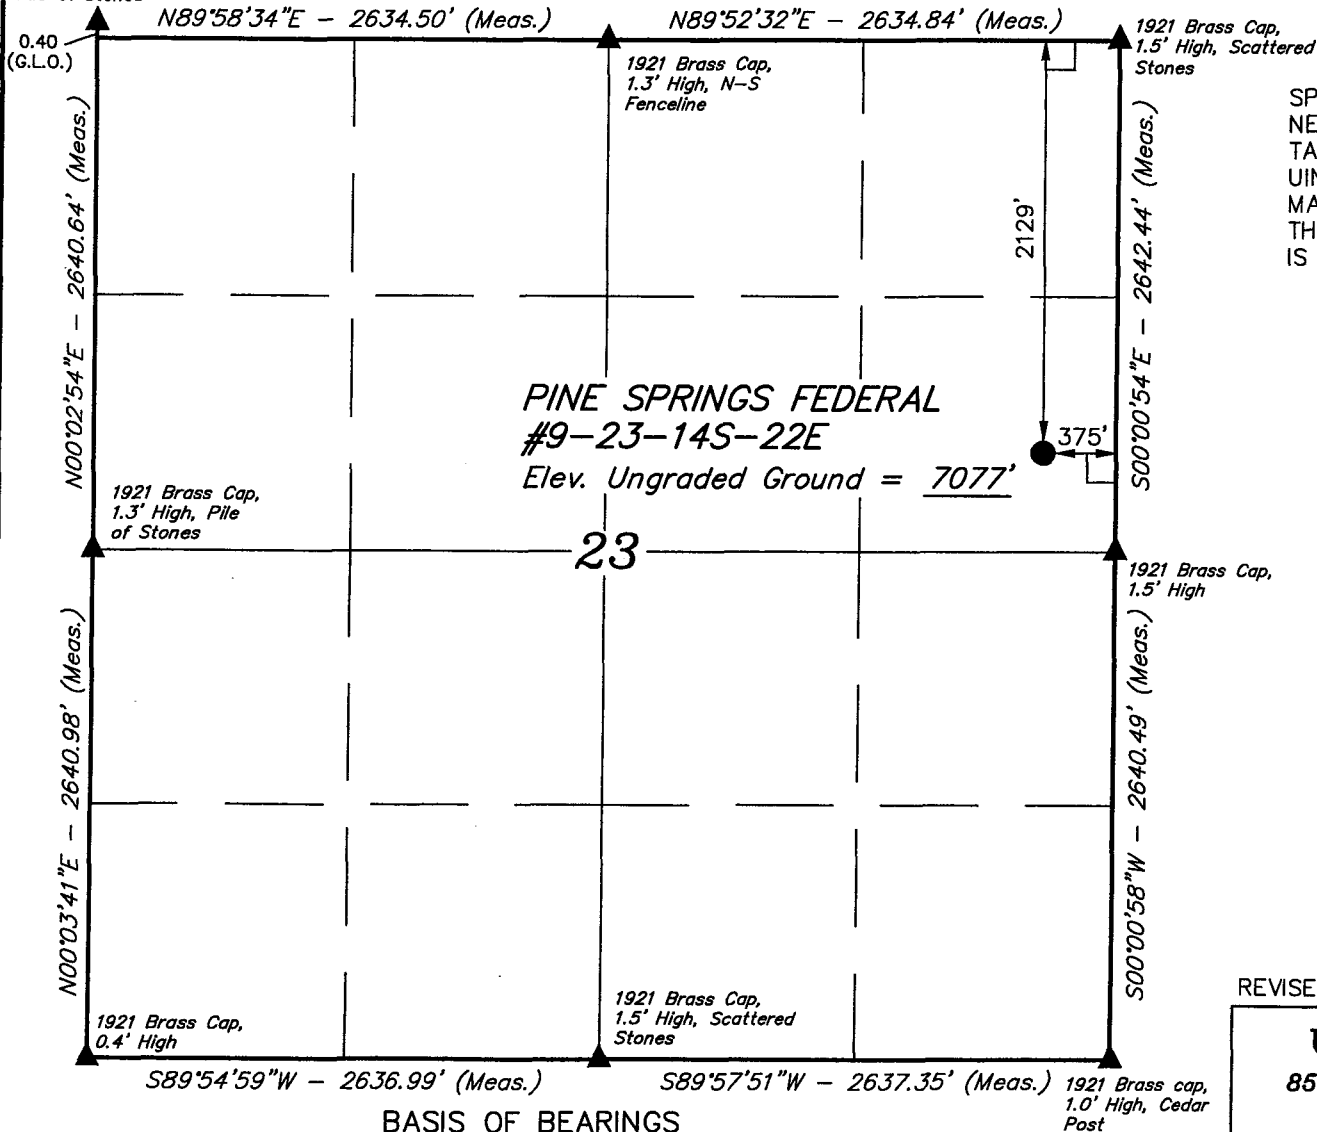 N89°58'34"E – 2634.50' (Meas.)
N89°52'32"E – 2634.84' (Meas.)
0.40
(G.L.O.)
1921 Brass Cap,
1.5' High, Scattered
Stones
1921 Brass Cap,
1.3' High, N–S
Fenceline
SP
NE
TA
UIN
MA
TH
IS
N00°02'54"E – 2640.64' (Meas.)
2129'
S00°00'54"E – 2642.44' (Meas.)
PINE SPRINGS FEDERAL
#9–23–14S–22E
Elev. Ungraded Ground = 7077'
375'
1921 Brass Cap,
1.3' High, Pile
of Stones
23
1921 Brass Cap,
1.5' High
N00°03'41"E – 2640.98' (Meas.)
S00°00'58"W – 2640.49' (Meas.)
1921 Brass Cap,
0.4' High
1921 Brass Cap,
1.5' High, Scattered
Stones
REVISE
85
S89°54'59"W – 2636.99' (Meas.)
S89°57'51"W – 2637.35' (Meas.)
1921 Brass cap,
1.0' High, Cedar
Post
BASIS OF BEARINGS